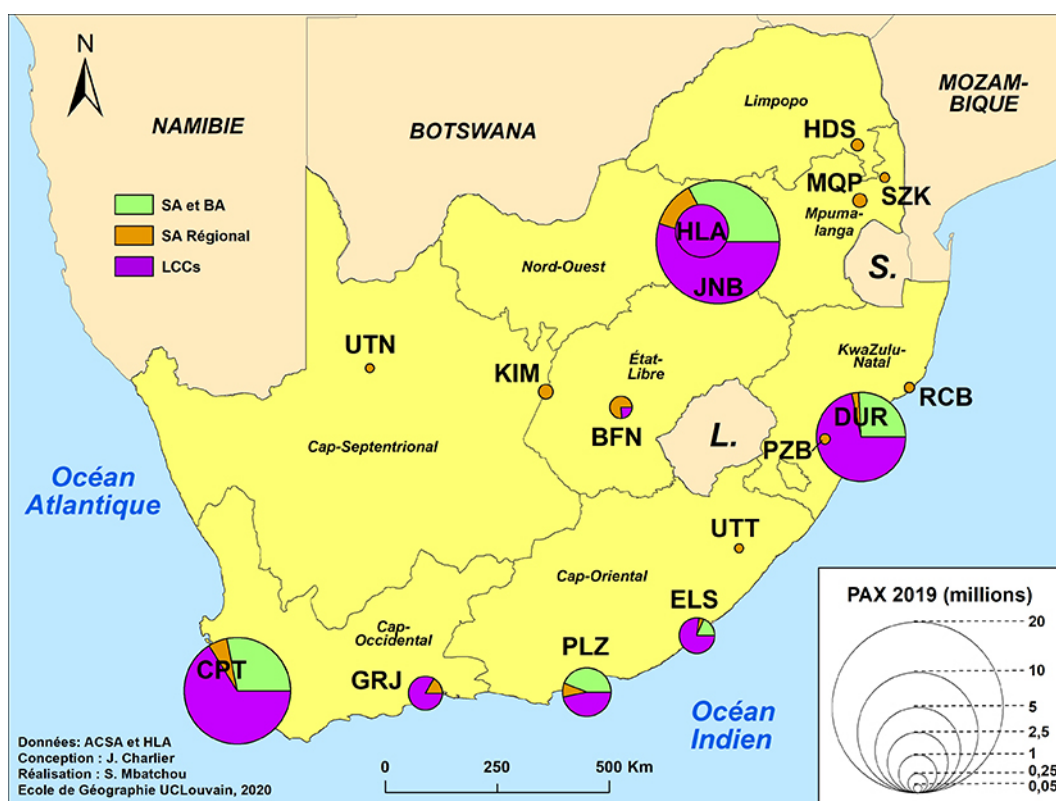 N
NAMIBIE
BOTSWANA
MOZAM-
BIQUE
Limpopo
HDS
MQP
SZK
Mpuma-
langa
SA et BA
SA Régional
LCCs
HLA
JNB
Nord-Ouest
S.
UTN
KIM
État-
Libre
BFN
KwaZulu-
Natal
RCB
DUR
PZB
L.
Cap-Septentrional
Océan
Atlantique
UTT
Cap-Oriental
ELS
Cap-
Occidental
PLZ
GRJ
CPT
Océan
Indien
PAX 2019 (millions)
20
10
5
2,5
1
0,25
0,05
Données: ACSA et HLA
Conception : J. Charlier
Réalisation : S. Mbatchou
Ecole de Géographie UCLouvain, 2020
0 250 500 Km